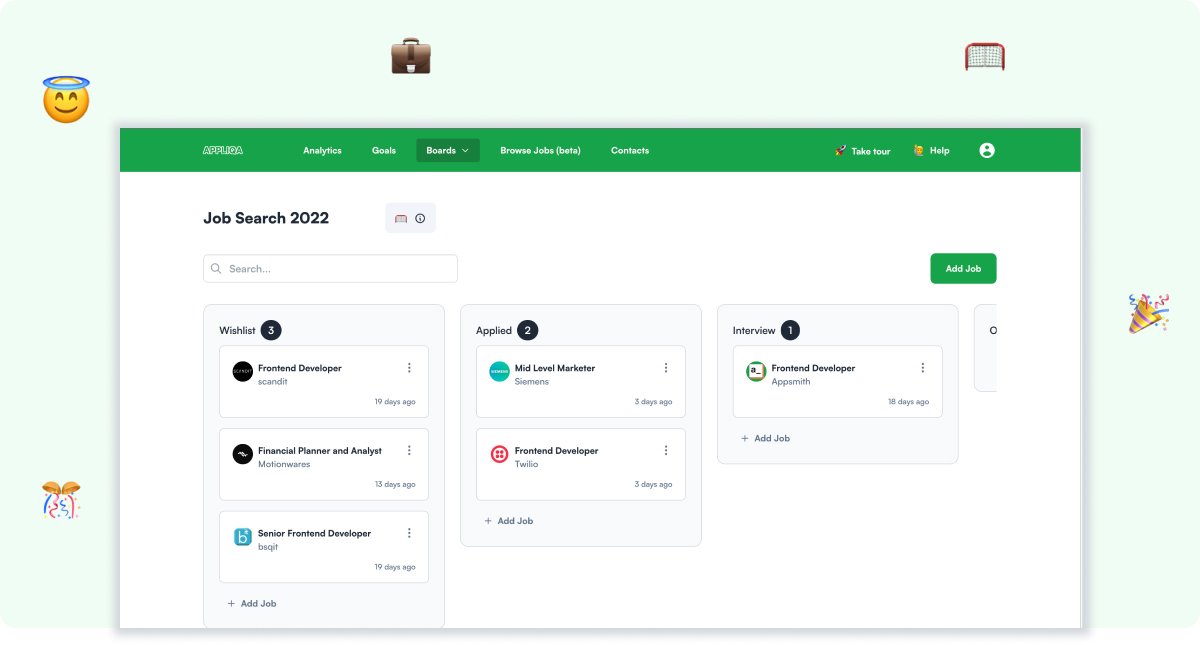 APPLIQA
Analytics
Goals
Boards
Browse Jobs (beta)
Contacts
Take tour
Help
Job Search 2022
Search...
Add Job
Wishlist 3
Frontend Developer
scandit
19 days ago
Financial Planner and Analyst
Motionwares
13 days ago
Senior Frontend Developer
bsqit
19 days ago
+ Add Job
Applied 2
Mid Level Marketer
Siemens
3 days ago
Frontend Developer
Twilio
3 days ago
+ Add Job
Interview 1
a_
Frontend Developer
Appsmith
18 days ago
+ Add Job